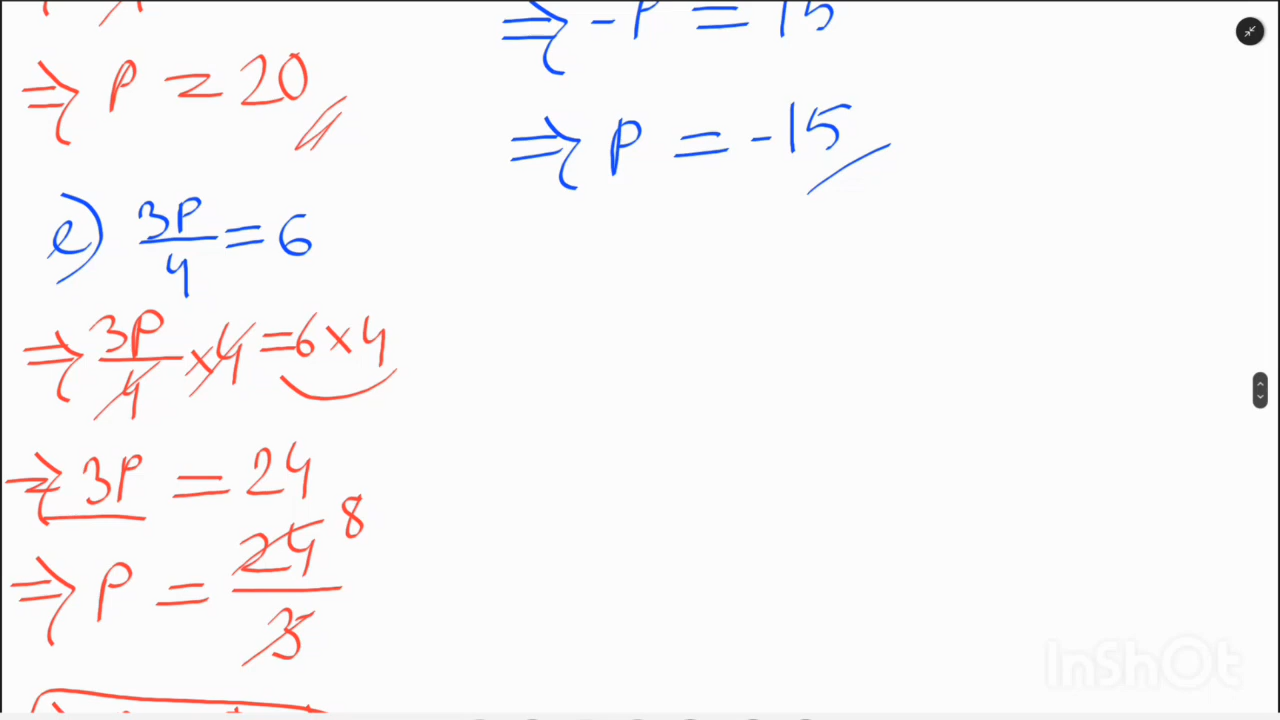 ⇒ P = 20
e) 3P/4 = 6
⇒ 3P/4 × 4 = 6 × 4
⇒ 3P = 24
⇒ P = 24/3 8
⇒ -P = 15
⇒ P = -15
InShOt